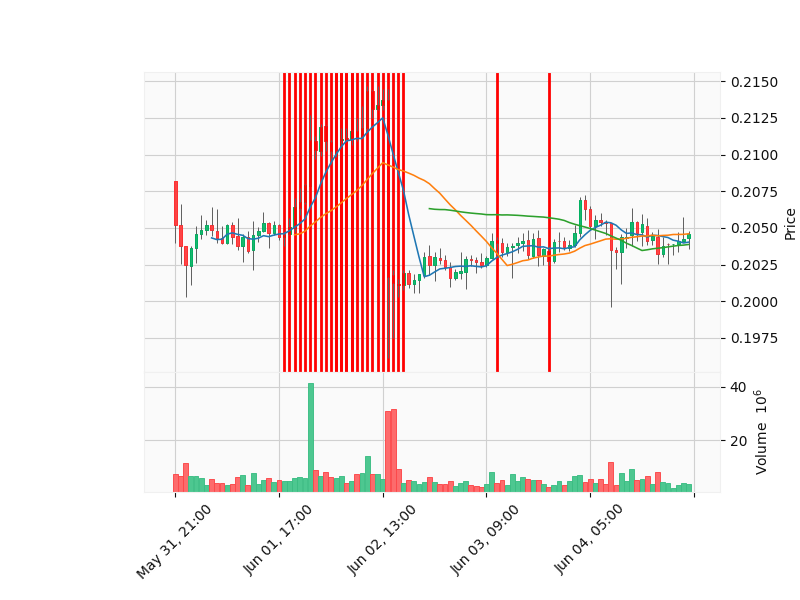 0.2150
0.2125
0.2100
0.2075
0.2050
0.2025
0.2000
0.1975
Price
40
20
Volume 10^6
May 31, 21:00
Jun 01, 17:00
Jun 02, 13:00
Jun 03, 09:00
Jun 04, 05:00